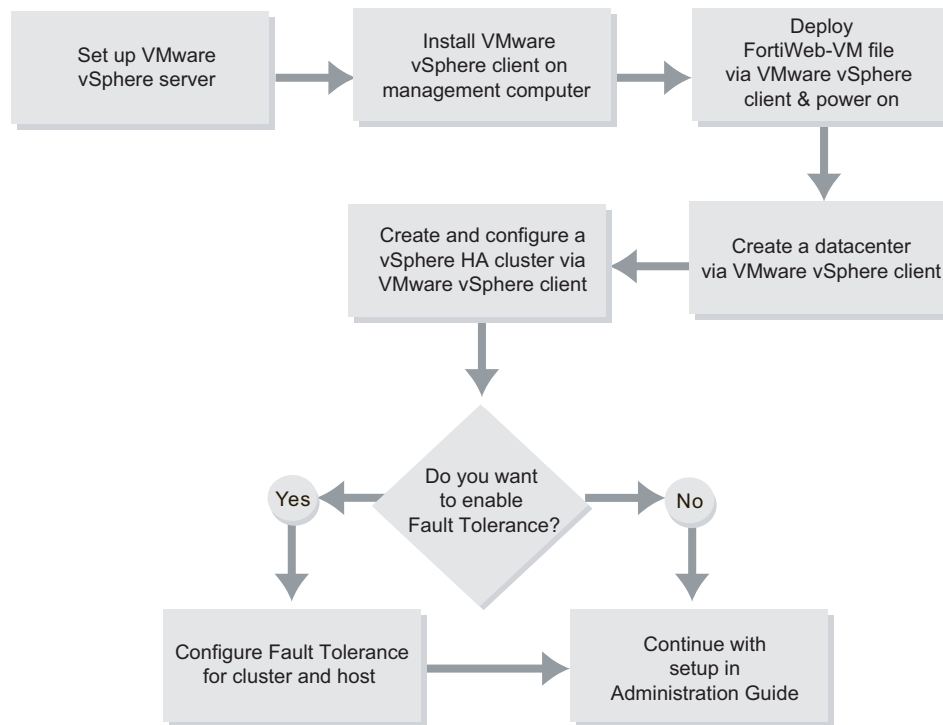 Set up VMware
vSphere server
Install VMware
vSphere client on
management computer
Deploy
FortiWeb-VM file
via VMware vSphere
client & power on
Create a datacenter
via VMware vSphere client
Create and configure a
vSphere HA cluster via
VMware vSphere client
Do you want
to enable
Fault Tolerance?
Yes
No
Configure Fault Tolerance
for cluster and host
Continue with
setup in
Administration Guide